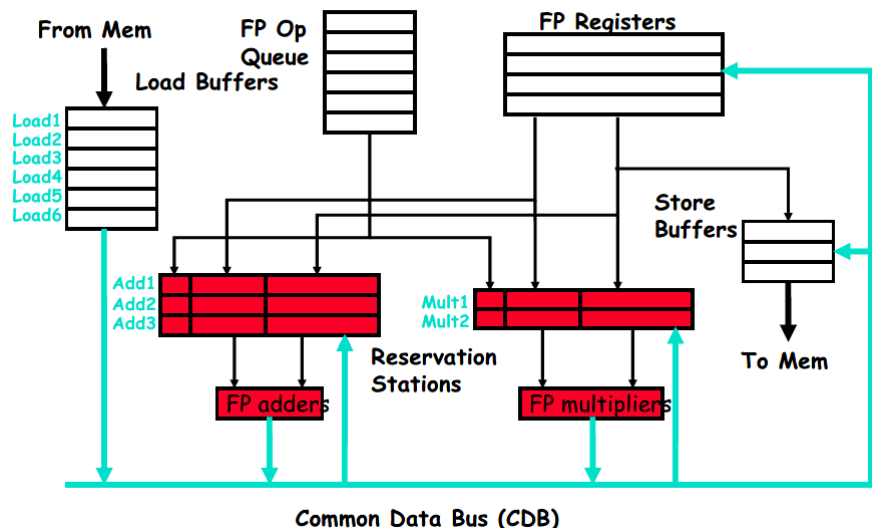 From Mem
FP Op
Queue
FP Registers
Load Buffers
Load1
Load2
Load3
Load4
Load5
Load6
Store
Buffers
Add1
Add2
Add3
Mult1
Mult2
Reservation
Stations
To Mem
FP adders
FP multipliers
Common Data Bus (CDB)